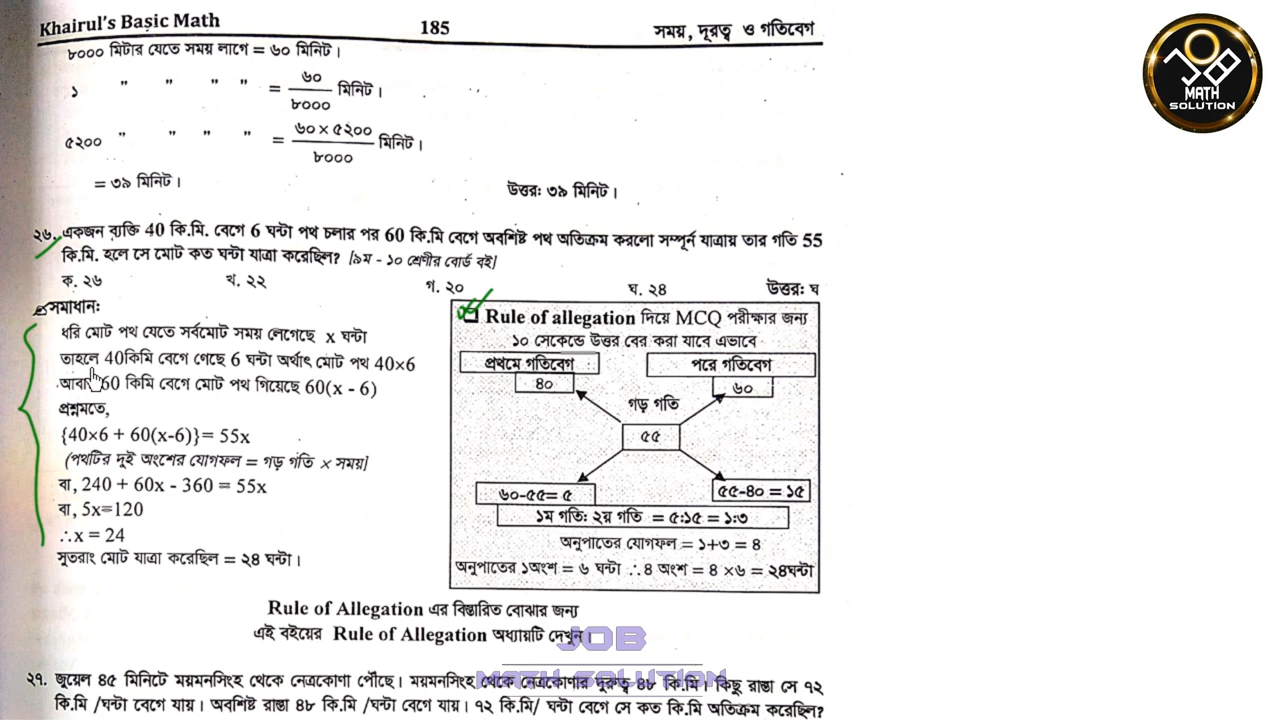 Khairul's Basic Math 185 সময়, দূরত্ব ও গতিবেগ
৮০০০ মিটার যেতে সময় লাগে = ৬০ মিনিট।
১ " " " " = ৬০/৮০০০ মিনিট।
৫২০০ " " " " = ৬০ × ৫২০০/৮০০০ মিনিট।
= ৩৯ মিনিট। উত্তর: ৩৯ মিনিট।
২৬. একজন ব্যক্তি 40 কি.মি. বেগে 6 ঘন্টা পথ চলার পর 60 কি.মি বেগে অবশিষ্ট পথ অতিক্রম করলো সম্পূর্ন যাত্রায় তার গতি 55
কি.মি. হলে সে মোট কত ঘন্টা যাত্রা করেছিল? [৯ম - ১০ শ্রেণীর বোর্ড বই]
ক. ২৬ খ. ২২ গ. ২০ ঘ. ২৪ উত্তর: ঘ
সমাধান:
ধরি মোট পথ যেতে সর্বমোট সময় লেগেছে x ঘন্টা
তাহলে 40কিমি বেগে গেছে 6 ঘন্টা অর্থাৎ মোট পথ 40×6
আবার 60 কিমি বেগে মোট পথ গিয়েছে 60(x - 6)
প্রশ্নমতে,
{40×6 + 60(x-6)}= 55x
(পথটির দুই অংশের যোগফল = গড় গতি × সময়]
বা, 240 + 60x - 360 = 55x
বা, 5x=120
∴x = 24
সুতরাং মোট যাত্রা করেছিল = ২৪ ঘন্টা।
Rule of allegation দিয়ে MCQ পরীক্ষার জন্য
১০ সেকেন্ডে উত্তর বের করা যাবে এভাবে
প্রথমে গতিবেগ পরে গতিবেগ
৪০ ৬০
গড় গতি
৫৫
৬০-৫৫= ৫ ৫৫-৪০ = ১৫
১ম গতি: ২য় গতি = ৫:১৫ = ১:৩
অনুপাতের যোগফল = ১+৩ = ৪
অনুপাতের ১অংশ = ৬ ঘন্টা ∴৪ অংশ = ৪ ×৬ = ২৪ঘন্টা
Rule of Allegation এর বিস্তারিত বোঝার জন্য
এই বইয়ের Rule of Allegation অধ্যায়টি দেখুন।
JOB
MATH SOLUTION
২৭. জুয়েল ৪৫ মিনিটে ময়মনসিংহ থেকে নেত্রকোণা পৌঁছে। ময়মনসিংহ থেকে নেত্রকোণার দুরুত্ব ৪৮ কি.মি। কিছু রাস্তা সে ৭২
কি.মি /ঘন্টা বেগে যায়। অবশিষ্ট রাস্তা ৪৮ কি.মি /ঘন্টা বেগে যায়। ৭২ কি.মি/ ঘন্টা বেগে সে কত কি.মি অতিক্রম করেছিল?
JOB
MATH
SOLUTION